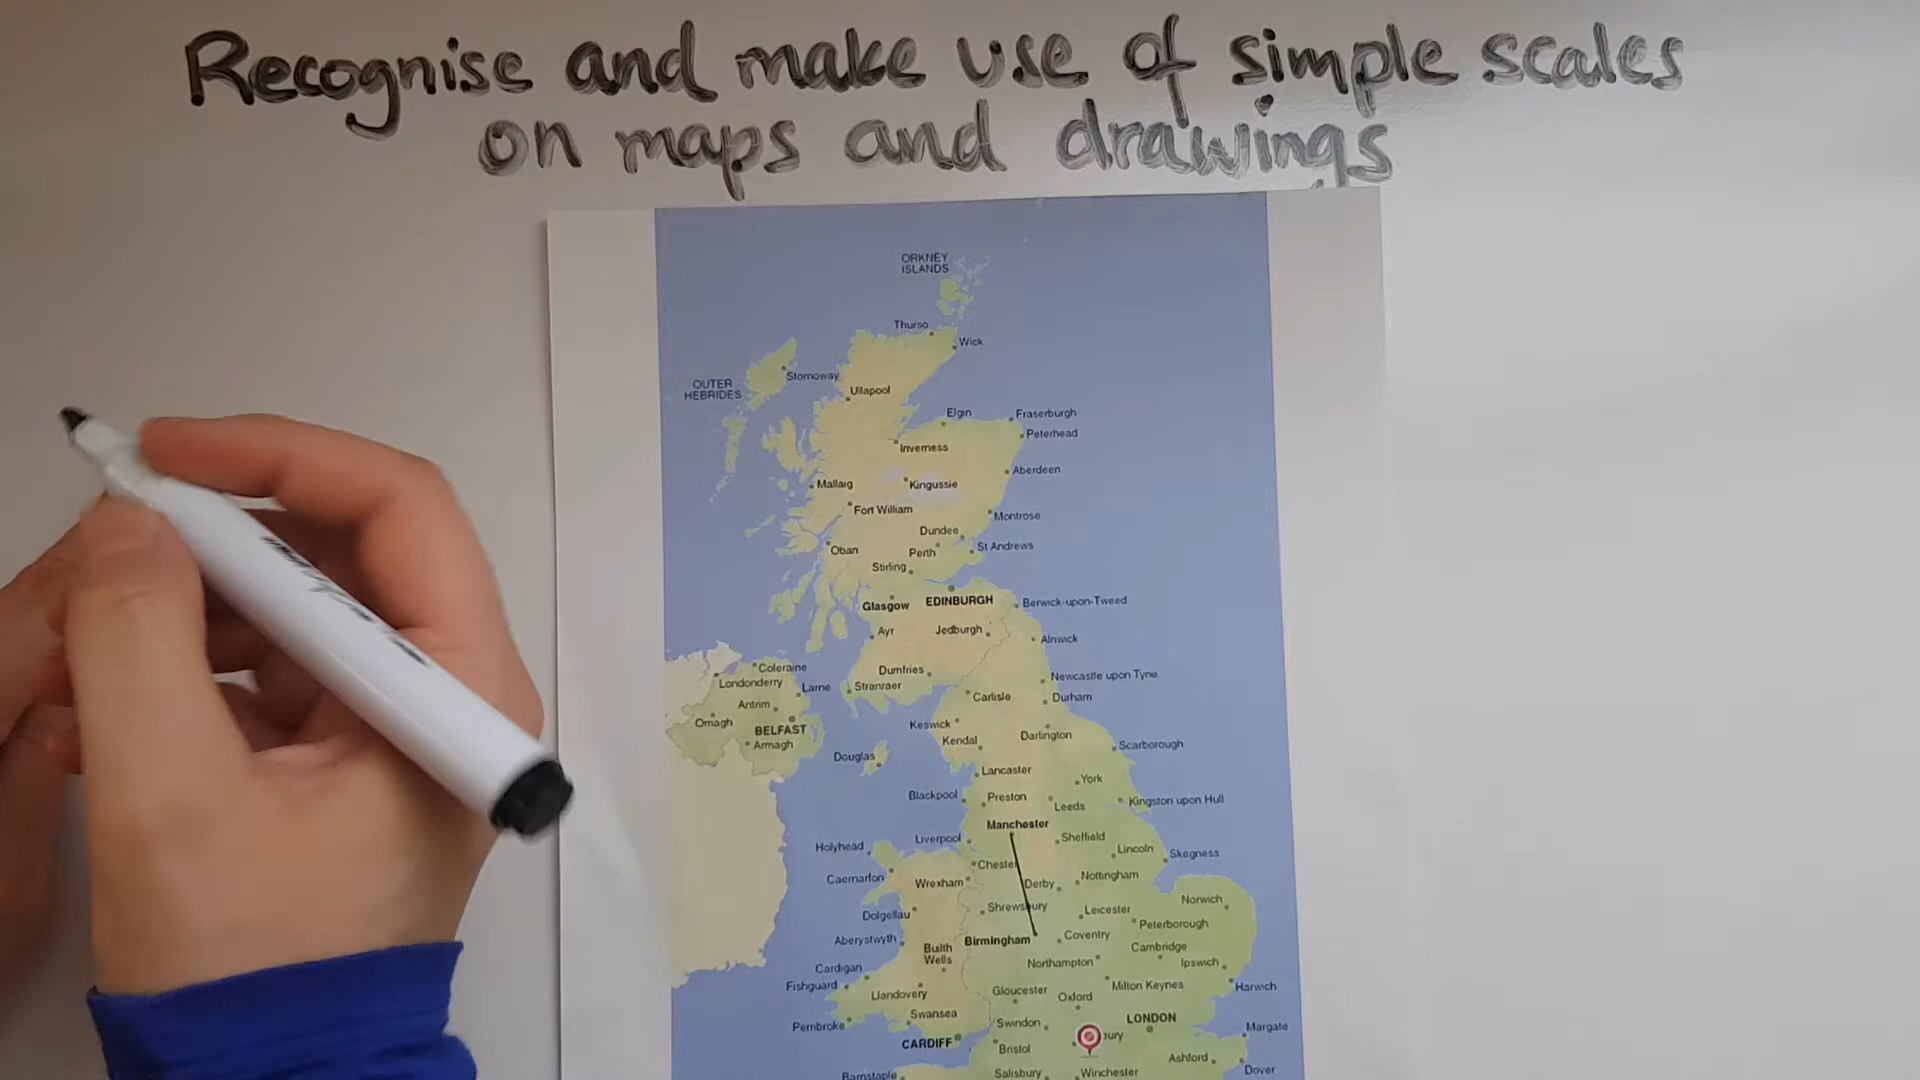 Recognise and make use of simple scales
on maps and drawings
ORKNEY
ISLANDS
Thurso
Wick
Stornoway
OUTER
HEBRIDES
Ullapool
Elgin
Fraserburgh
Peterhead
Inverness
Aberdeen
Mallaig
Kingussie
Fort William
Montrose
Dundee
Oban
Perth
St Andrews
Stirling
Glasgow
EDINBURGH
Berwick-upon-Tweed
Ayr
Jedburgh
Alnwick
Coleraine
Dumfries
Newcastle upon Tyne
Londonderry
Larne
Stranraer
Carlisle
Durham
Antrim
Omagh
BELFAST
Keswick
Armagh
Kendal
Darlington
Scarborough
Douglas
Lancaster
York
Blackpool
Preston
Leeds
Kingston upon Hull
Manchester
Holyhead
Liverpool
Sheffield
Lincoln
Skegness
Chester
Caernarfon
Wrexham
Derby
Nottingham
Dolgellau
Shrewsbury
Leicester
Norwich
Peterborough
Aberystwyth
Birmingham
Coventry
Builth
Wells
Cambridge
Cardigan
Northampton
Ipswich
Fishguard
Llandovery
Gloucester
Milton Keynes
Harwich
Oxford
Pembroke
Swansea
Swindon
LONDON
Margate
CARDIFF
Bristol
bury
Ashford
Dover
Barnstaple
Salisbury
Winchester